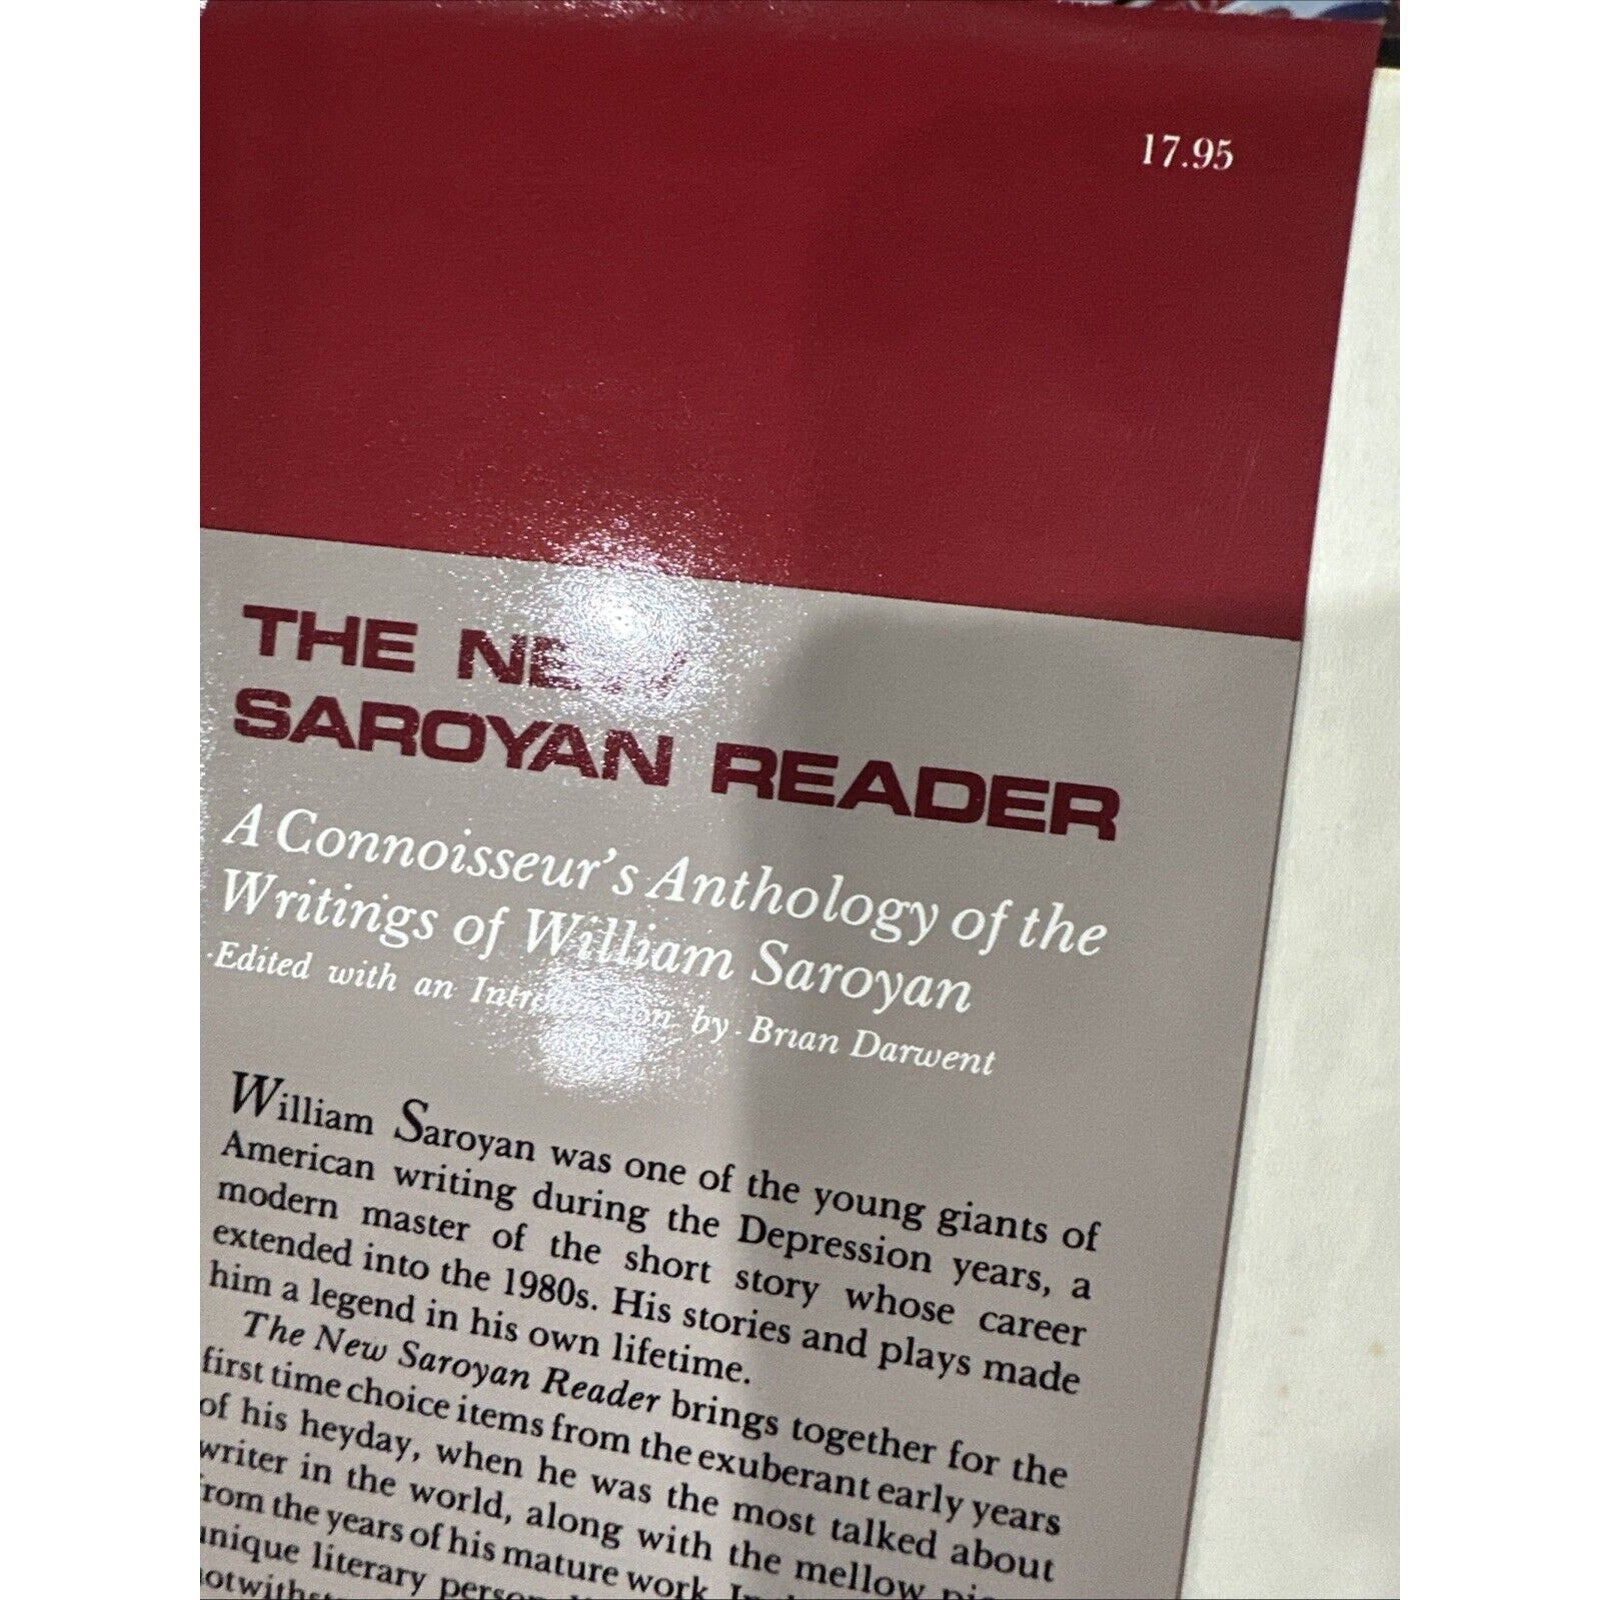 17.95
THE NEW
SAROYAN READER
A Connoisseur's Anthology of the
Writings of William Saroyan
Edited with an Introduction by Brian Darwent
William Saroyan was one of the young giants of
American writing during the Depression years, a
modern master of the short story whose career
extended into the 1980s. His stories and plays made
him a legend in his own lifetime.
The New Saroyan Reader brings together for the
first time choice items from the exuberant early years
of his heyday, when he was the most talked about
writer in the world, along with the mellow
from the years of his mature work.
unique literary